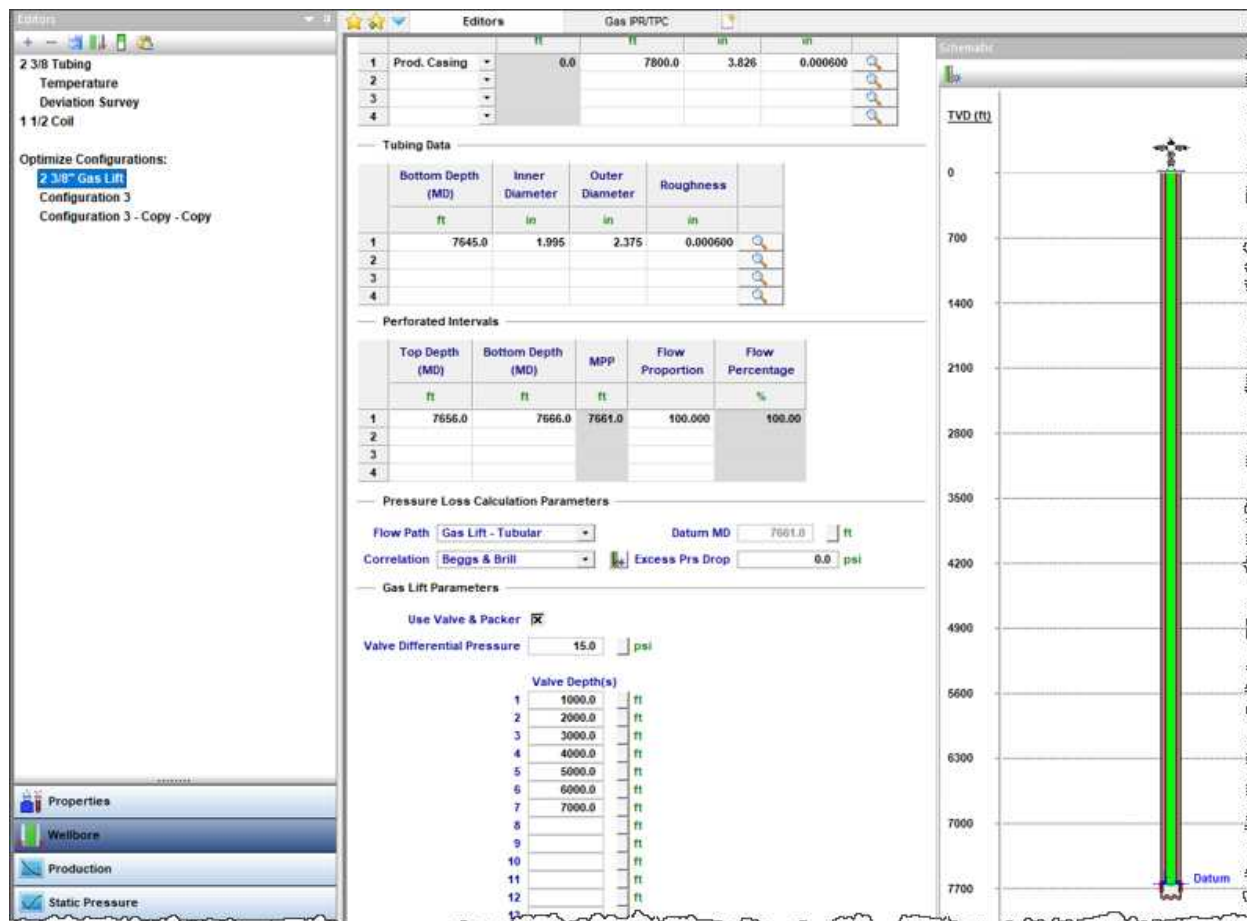 Editors
2 3/8 Tubing
Temperature
Deviation Survey
1 1/2 Coil
Optimize Configurations:
2 3/8" Gas Lift
Configuration 3
Configuration 3 - Copy - Copy
Properties
Wellbore
Production
Static Pressure
Editors Gas IPR/TPC
ft ft in in
1 Prod. Casing 0.0 7800.0 3.826 0.000600
2
3
4
Tubing Data
Bottom Depth (MD) Inner Diameter Outer Diameter Roughness
ft in in in
1 7645.0 1.995 2.375 0.000600
2
3
4
Perforated Intervals
Top Depth (MD) Bottom Depth (MD) MPP Flow Proportion Flow Percentage
ft ft ft %
1 7656.0 7666.0 7661.0 100.000 100.00
2
3
4
Pressure Loss Calculation Parameters
Flow Path Gas Lift - Tubular Datum MD 7661.0 ft
Correlation Beggs & Brill Excess Prs Drop 0.0 psi
Gas Lift Parameters
Use Valve & Packer
Valve Differential Pressure 15.0 psi
Valve Depth(s)
1 1000.0 ft
2 2000.0 ft
3 3000.0 ft
4 4000.0 ft
5 5000.0 ft
6 6000.0 ft
7 7000.0 ft
8 ft
9 ft
10 ft
11 ft
12 ft
Schematic
TVD (ft)
0
700
1400
2100
2800
3500
4200
4900
5600
6300
7000
7700
Datum